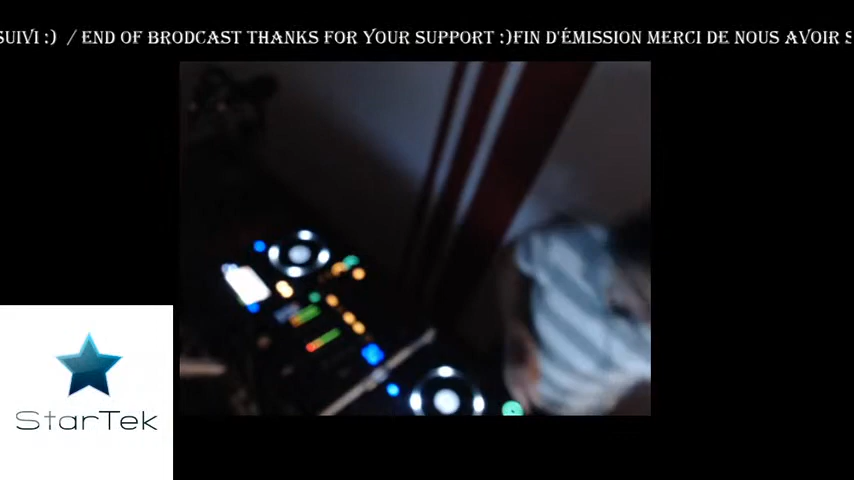 SUIVI :)  / END OF BRODCAST THANKS FOR YOUR SUPPORT :)FIN D'ÉMISSION MERCI DE NOUS AVOIR S
StarTek